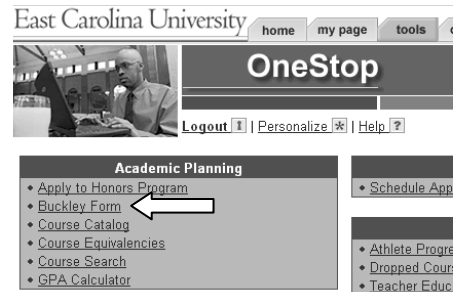 East Carolina University
home my page tools
OneStop
Logout | Personalize | Help ?
Academic Planning
Apply to Honors Program
Buckley Form
Course Catalog
Course Equivalencies
Course Search
GPA Calculator
Schedule App
Athlete Progre
Dropped Cours
Teacher Educ